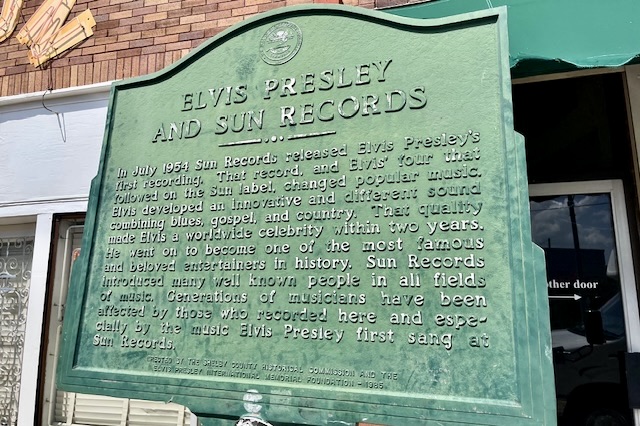 ELVIS PRESLEY
AND SUN RECORDS
In July 1954 Sun Records released Elvis Presley's
first recording. That record, and Elvis' four that
followed on the Sun label, changed popular music.
Elvis developed an innovative and different sound
combining blues, gospel, and country. That quality
made Elvis a worldwide celebrity within two years.
He went on to become one of the most famous
and beloved entertainers in history. Sun Records
introduced many well known people in all fields
of music. Generations of musicians have been
affected by those who recorded here and espe-
cially by the music Elvis Presley first sang at
Sun Records.
ERECTED BY THE SHELBY COUNTY HISTORICAL COMMISSION AND THE
ELVIS PRESLEY INTERNATIONAL MEMORIAL FOUNDATION - 1985
other door